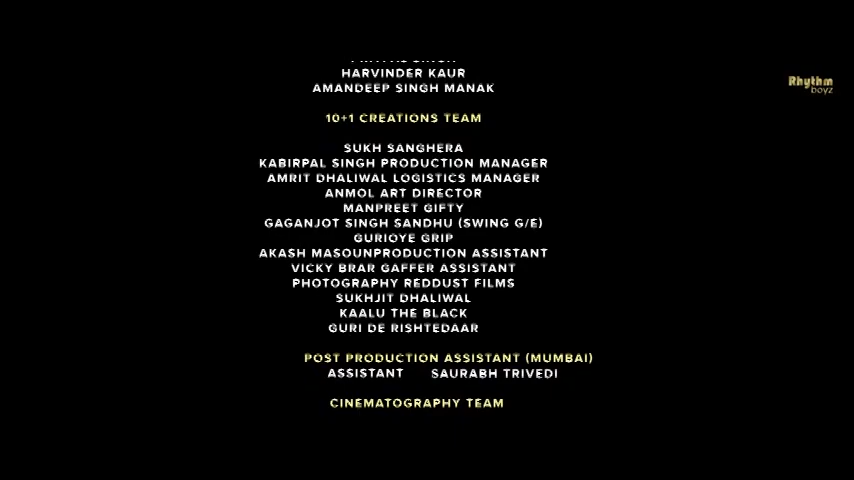 HARVINDER KAUR
AMANDEEP SINGH MANAK
Rhythm
boyz
10+1 CREATIONS TEAM
SUKH SANGHERA
KABIRPAL SINGH PRODUCTION MANAGER
AMRIT DHALIWAL LOGISTICS MANAGER
ANMOL ART DIRECTOR
MANPREET GIFTY
GAGANJOT SINGH SANDHU (SWING G/E)
GURIOYE GRIP
AKASH MASOUNPRODUCTION ASSISTANT
VICKY BRAR GAFFER ASSISTANT
PHOTOGRAPHY REDDUST FILMS
SUKHJIT DHALIWAL
KAALU THE BLACK
GURI DE RISHTEDAAR
POST PRODUCTION ASSISTANT (MUMBAI)
ASSISTANT SAURABH TRIVEDI
CINEMATOGRAPHY TEAM